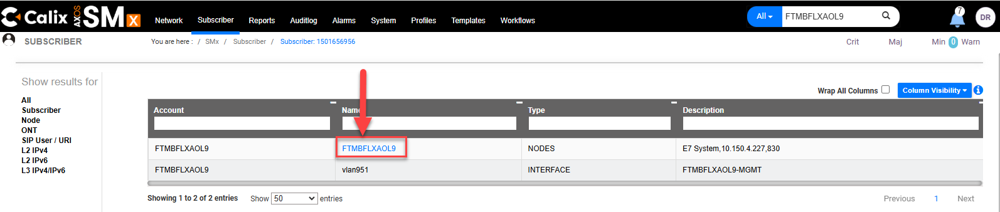 Calix AXOS SMx
Network Subscriber Reports Auditlog Alarms System Profiles Templates Workflows
All FTMBFLXAOL9 7 DR
SUBSCRIBER
You are here : / SMx / Subscriber / Subscriber: 1501656956
Crit Maj Min 0 Warn
Show results for
All
Subscriber
Node
ONT
SIP User / URI
L2 IPv4
L2 IPv6
L3 IPv4/IPv6
Wrap All Columns Column Visibility i
Account Name Type Description
FTMBFLXAOL9 FTMBFLXAOL9 NODES E7 System,10.150.4.227,830
FTMBFLXAOL9 vlan951 INTERFACE FTMBFLXAOL9-MGMT
Showing 1 to 2 of 2 entries Show 50 entries
Previous 1 Next